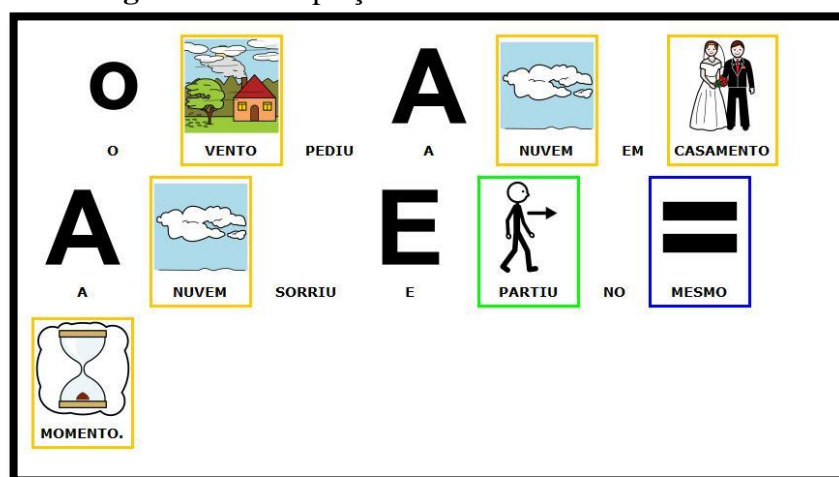 O VENTO PEDIU A NUVEM EM CASAMENTO
A NUVEM SORRIU E PARTIU NO MESMO
MOMENTO.